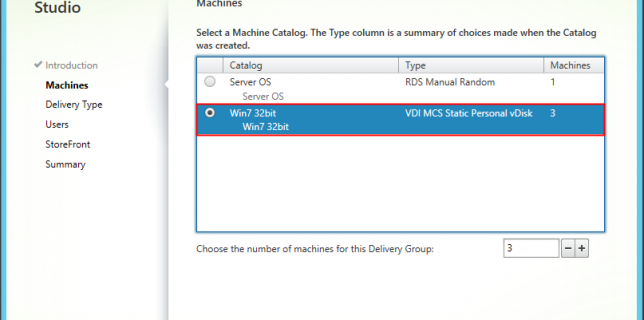 Studio
Machines
Select a Machine Catalog. The Type column is a summary of choices made when the Catalog
was created.
Introduction
Machines
Delivery Type
Users
StoreFront
Summary
Catalog Type Machines
Server OS RDS Manual Random 1
Server OS
Win7 32bit VDI MCS Static Personal vDisk 3
Win7 32bit
Choose the number of machines for this Delivery Group: 3 − +